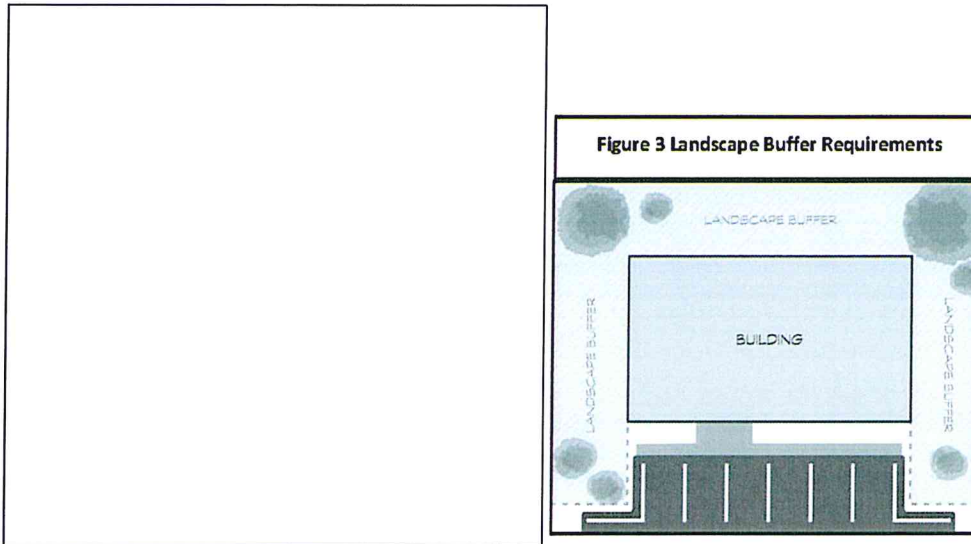 Figure 3 Landscape Buffer Requirements
LANDSCAPE BUFFER
LANDSCAPE BUFFER
BUILDING
LANDSCAPE BUFFER